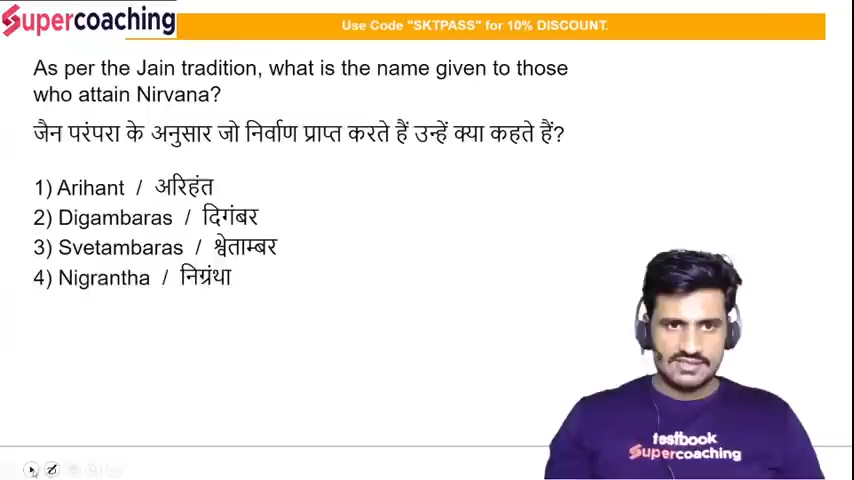 Supercoaching
Use Code "SKTPASS" for 10% DISCOUNT.
As per the Jain tradition, what is the name given to those
who attain Nirvana?
जैन परंपरा के अनुसार जो निर्वाण प्राप्त करते हैं उन्हें क्या कहते हैं?
1) Arihant / अरिहंत
2) Digambaras / दिगंबर
3) Svetambaras / श्वेताम्बर
4) Nigrantha / निग्रंथा
testbook
Supercoaching